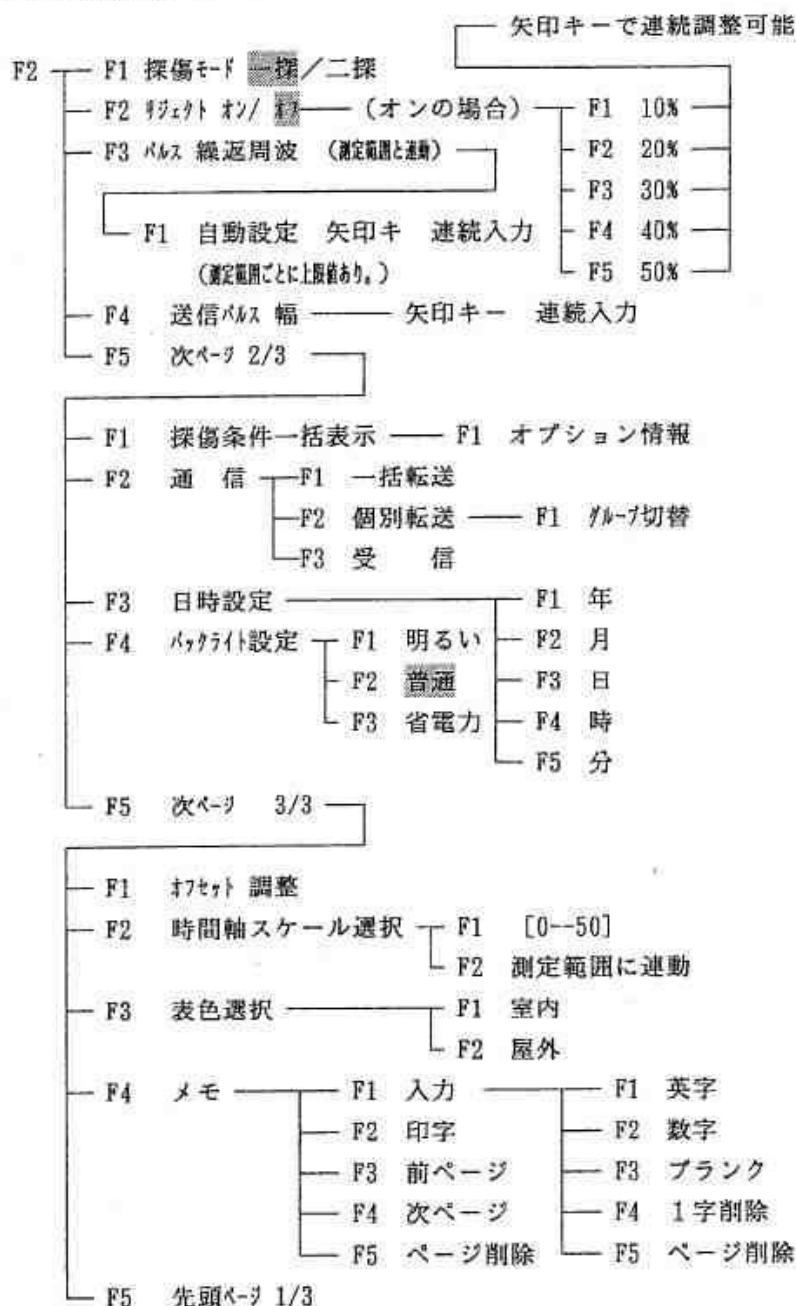 矢印キーで連続調整可能
F2 F1 探傷モード 一探/二探
F2 リジェクト オン/ オフ (オンの場合) F1 10%
F3 パルス 繰返周波 (測定範囲と連動) F2 20%
F3 30%
F1 自動設定 矢印キ 連続入力 F4 40%
(測定範囲ごとに上限値あり。) F5 50%
F4 送信パルス 幅 矢印キー 連続入力
F5 次ページ 2/3
F1 探傷条件一括表示 F1 オプション情報
F2 通 信 F1 一括転送
F2 個別転送 F1 グループ切替
F3 受 信
F3 日時設定 F1 年
F4 バックライト設定 F1 明るい F2 月
F2 普通 F3 日
F3 省電力 F4 時
F5 分
F5 次ページ 3/3
F1 オフセット 調整
F2 時間軸スケール選択 F1 [0--50]
F2 測定範囲に連動
F3 表色選択 F1 室内
F2 屋外
F4 メモ F1 入力 F1 英字
F2 印字 F2 数字
F3 前ページ F3 ブランク
F4 次ページ F4 1字削除
F5 ページ削除 F5 ページ削除
F5 先頭ページ 1/3